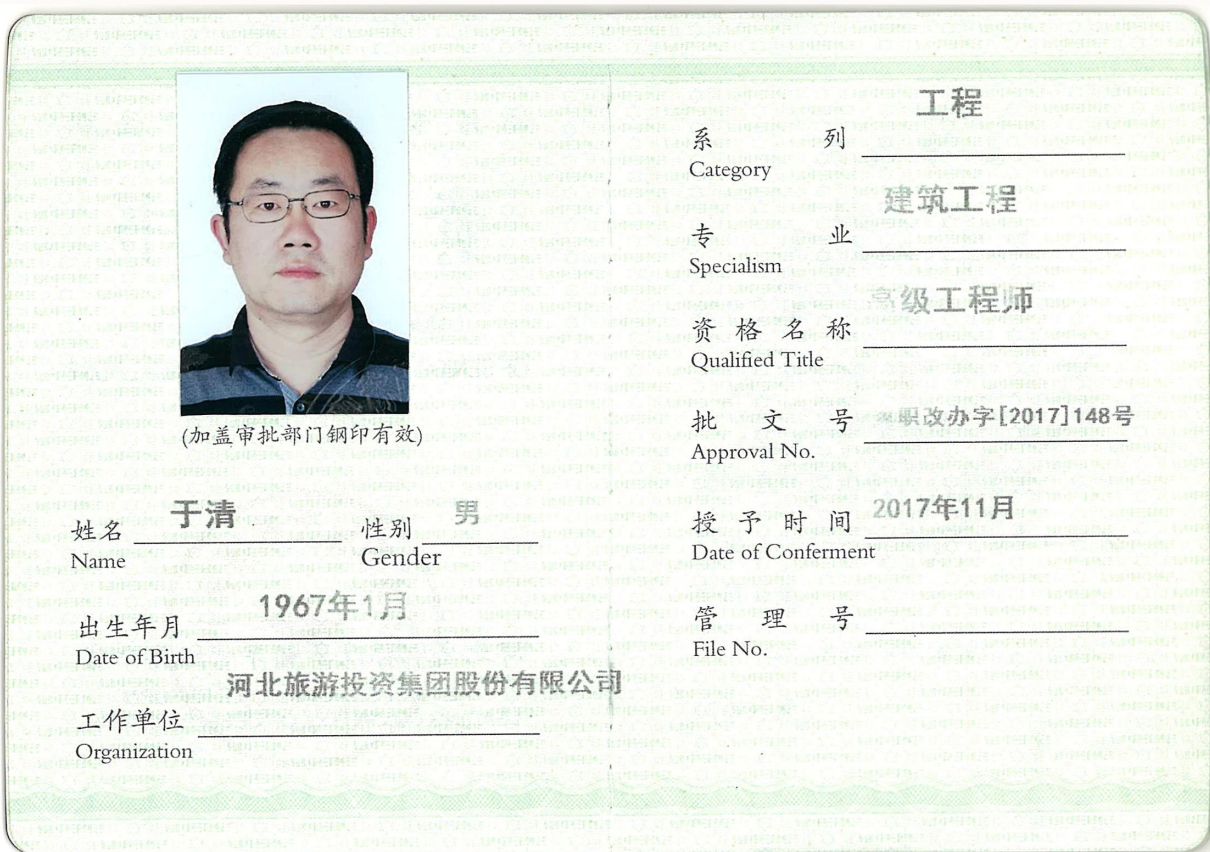 (加盖审批部门钢印有效)
姓名 于清 性别 男
Name Gender
出生年月 1967年1月
Date of Birth
工作单位 河北旅游投资集团股份有限公司
Organization
系列 工程
Category
专业 建筑工程
Specialism
资格名称 高级工程师
Qualified Title
批文号 职改办字[2017]148号
Approval No.
授予时间 2017年11月
Date of Conferment
管理号
File No.